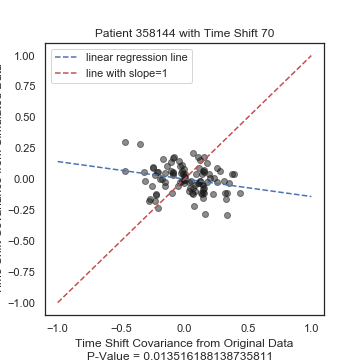 Patient 358144 with Time Shift 70
linear regression line
line with slope=1
1.00
0.75
0.50
0.25
0.00
−0.25
−0.50
−0.75
−1.00
−1.0
−0.5
0.0
0.5
1.0
Time Shift Covariance from Original Data
P-Value = 0.013516188138735811